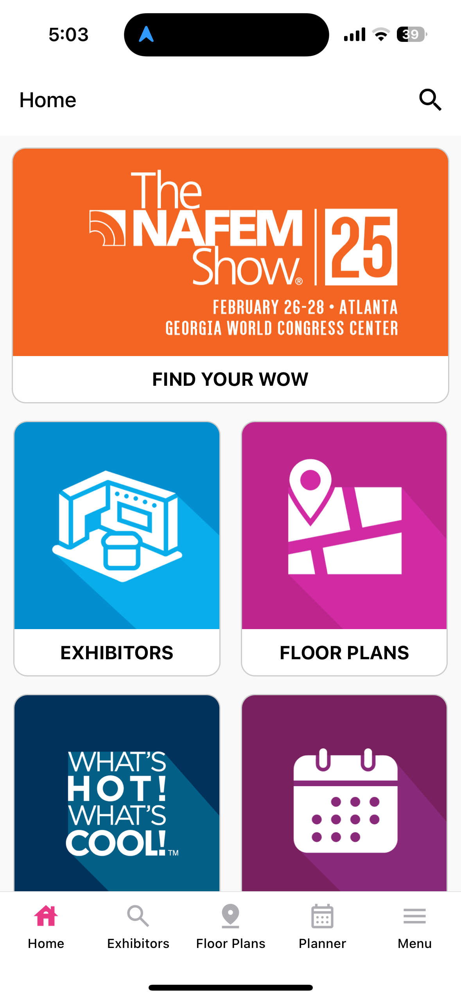 5:03
39
Home
The
NAFEM
Show®
25
FEBRUARY 26-28 • ATLANTA
GEORGIA WORLD CONGRESS CENTER
FIND YOUR WOW
EXHIBITORS
FLOOR PLANS
WHAT'S
HOT!
WHAT'S
COOL!™
Home
Exhibitors
Floor Plans
Planner
Menu